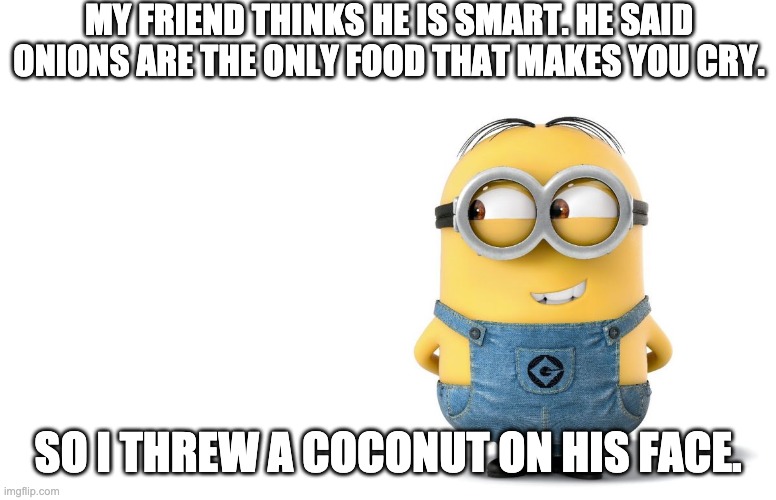 MY FRIEND THINKS HE IS SMART. HE SAID
ONIONS ARE THE ONLY FOOD THAT MAKES YOU CRY.
SO I THREW A COCONUT ON HIS FACE.
imgflip.com